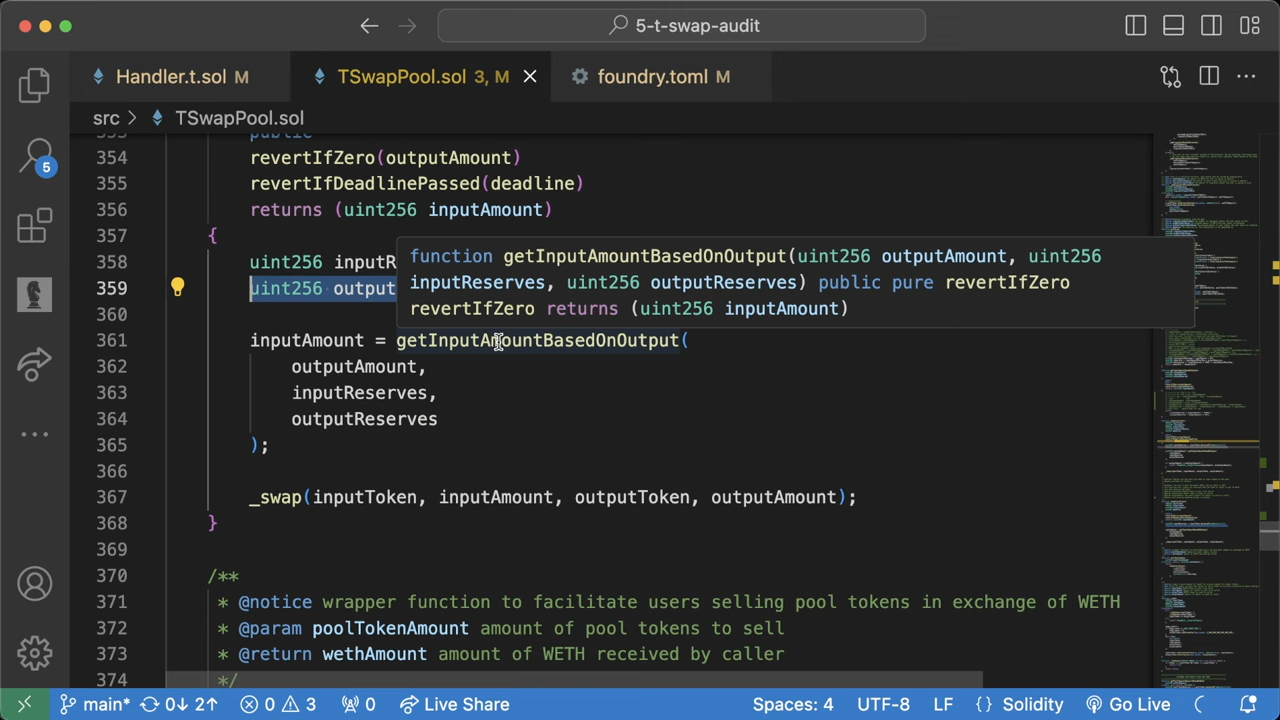 5-t-swap-audit
Handler.t.sol M
TSwapPool.sol 3, M
foundry.toml M
src > TSwapPool.sol
5
353 public
354 revertIfZero(outputAmount)
355 revertIfDeadlinePassed(deadline)
356 returns (uint256 inputAmount)
357 {
358 uint256 inputR
function getInputAmountBasedOnOutput(uint256 outputAmount, uint256
359 uint256 output
inputReserves, uint256 outputReserves) public pure revertIfZero
revertIfZero returns (uint256 inputAmount)
360
361 inputAmount = getInputAmountBasedOnOutput(
362 outputAmount,
363 inputReserves,
364 outputReserves
365 );
366
367 _swap(inputToken, inputAmount, outputToken, outputAmount);
368 }
369
370 /**
371 * @notice wrapper function to facilitate users selling pool tokens in exchange of WETH
372 * @param poolTokenAmount amount of pool tokens to sell
373 * @return wethAmount amount of WETH received by caller
374 */
main* 0↓ 21↑ 0 3 0 Live Share Spaces: 4 UTF-8 LF {} Solidity Go Live